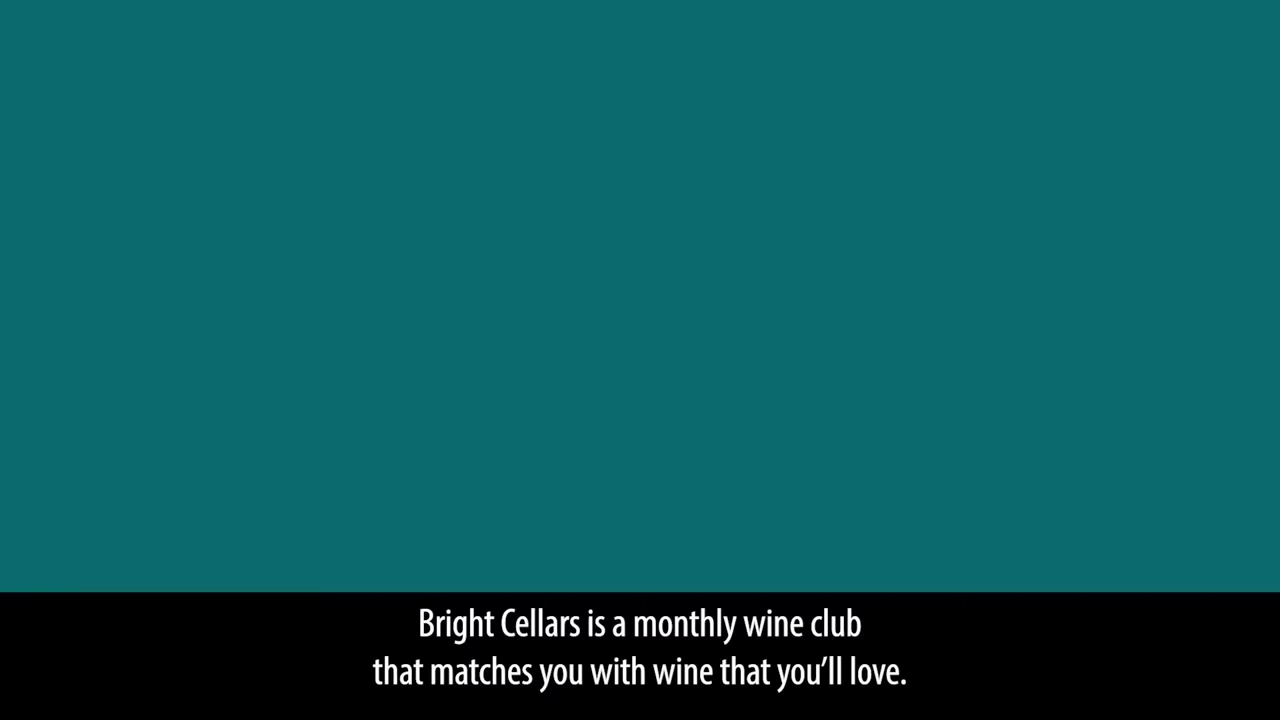 Bright Cellars is a monthly wine club
that matches you with wine that you’ll love.